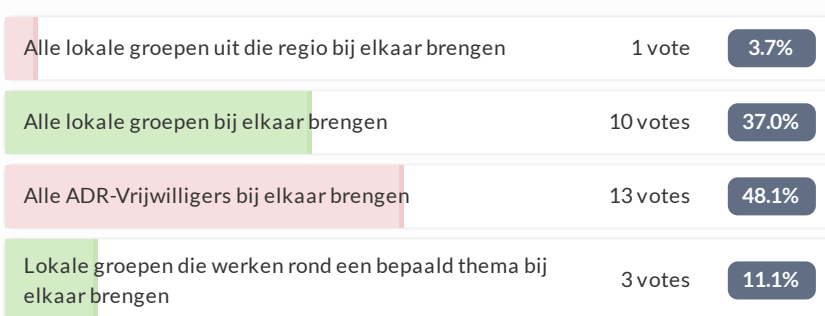 Alle lokale groepen uit die regio bij elkaar brengen 1 vote 3.7%
Alle lokale groepen bij elkaar brengen 10 votes 37.0%
Alle ADR-Vrijwilligers bij elkaar brengen 13 votes 48.1%
Lokale groepen die werken rond een bepaald thema bij
elkaar brengen 3 votes 11.1%